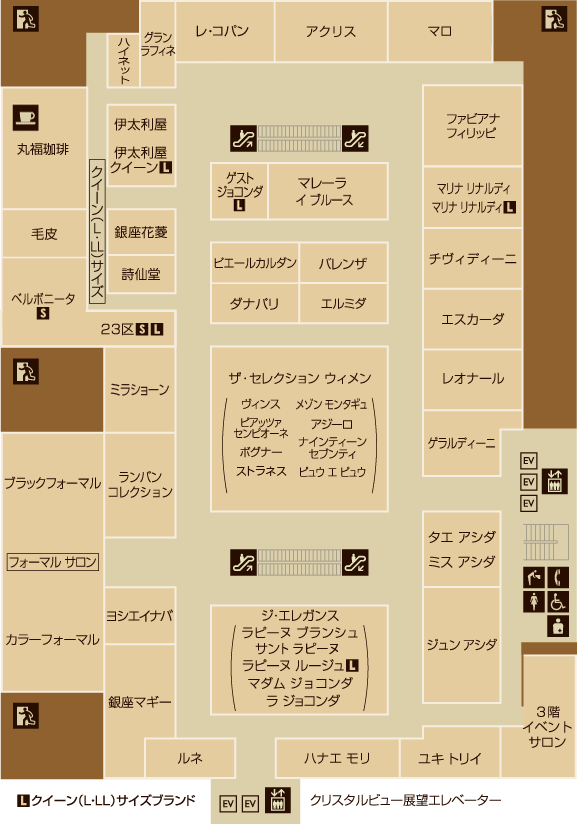 ハイネット
グラン
ラフィネ
レ・コパン
アクリス
マロ
丸福珈琲
伊太利屋
伊太利屋
クイーン L
クイーン(L・LL)サイズ
ゲスト
ジョコンダ
L
マレーラ
イ ブルース
ファビアナ
フィリッピ
マリナ リナルディ
マリナ リナルディ L
毛皮
銀座花菱
詩仙堂
ピエールカルダン
バレンザ
チヴィディーニ
ベルボニータ
S
ダナパリ
エルミダ
エスカーダ
23区 S L
ミラショーン
ザ・セレクション ウィメン
ヴィンス
メゾン モンタギュ
ピアッツァ
センピオーネ
アジーロ
ボグナー
ナインティーン
セブンティ
ストラネス
ピュウ エ ピュウ
レオナール
ゲラルディーニ
ブラックフォーマル
ランバン
コレクション
EV
EV
EV
フォーマル サロン
タエ アシダ
ミス アシダ
カラーフォーマル
ヨシエイナバ
ジ・エレガンス
ラピーヌ ブランシュ
サント ラピーヌ
ラピーヌ ルージュ L
マダム ジョコンダ
ラ ジョコンダ
ジュン アシダ
銀座マギー
3階
イベント
サロン
ルネ
ハナエ モリ
ユキ トリイ
L クイーン(L・LL)サイズブランド
EV EV
クリスタルビュー展望エレベーター